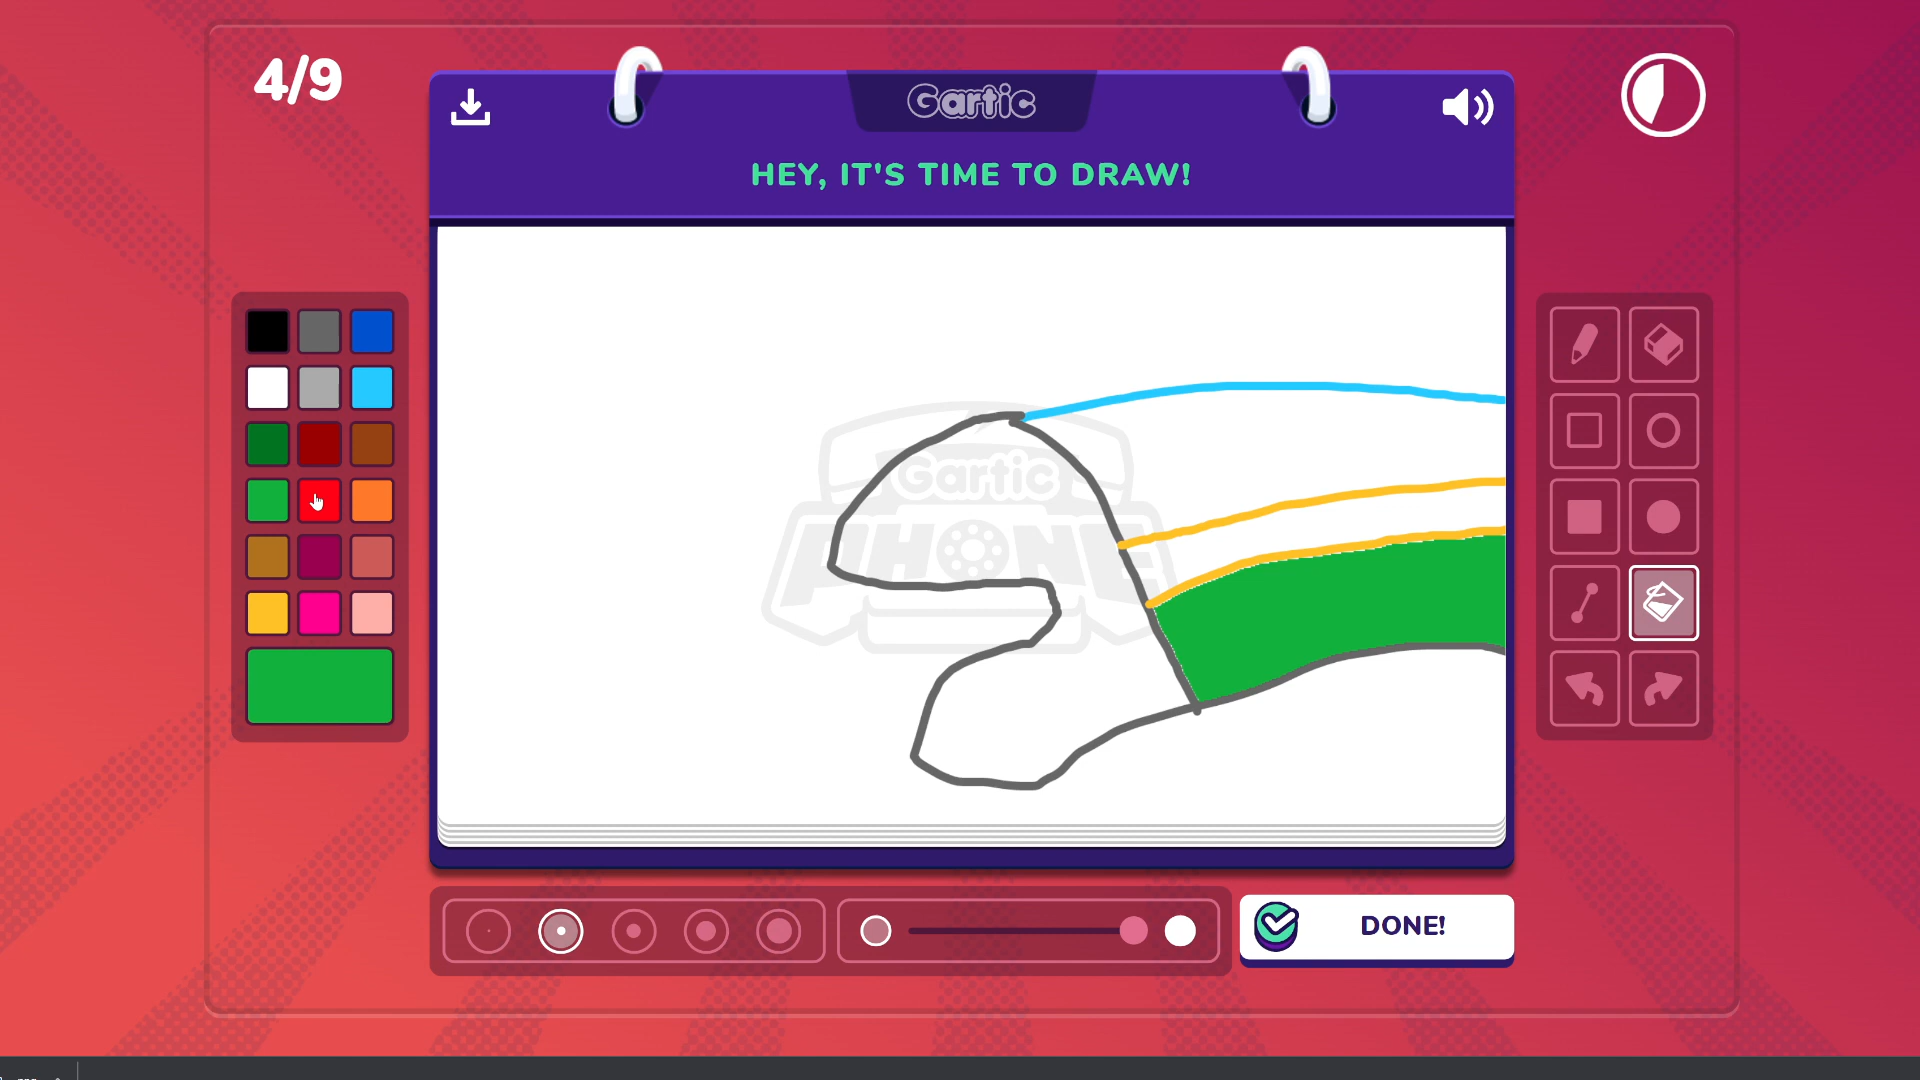 4/9
Gartic
HEY, IT'S TIME TO DRAW!
Gartic
PHONE
DONE!